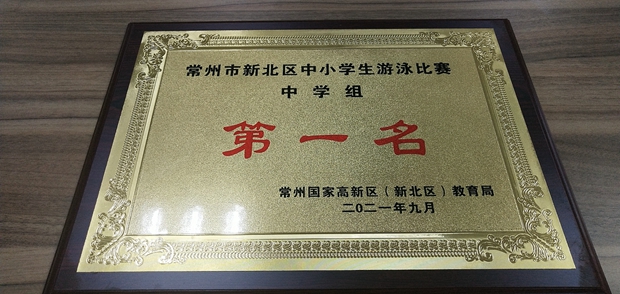 常州市新北区中小学生游泳比赛
中学组
第一名
常州国家高新区（新北区）教育局
二〇二一年九月